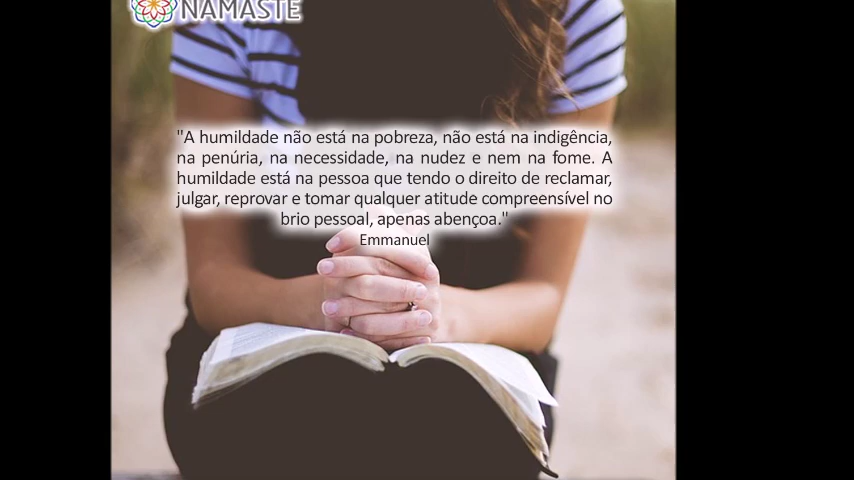 NAMASTE
"A humildade não está na pobreza, não está na indigência,
na penúria, na necessidade, na nudez e nem na fome. A
humildade está na pessoa que tendo o direito de reclamar,
julgar, reprovar e tomar qualquer atitude compreensível no
brio pessoal, apenas abençoa."
Emmanuel